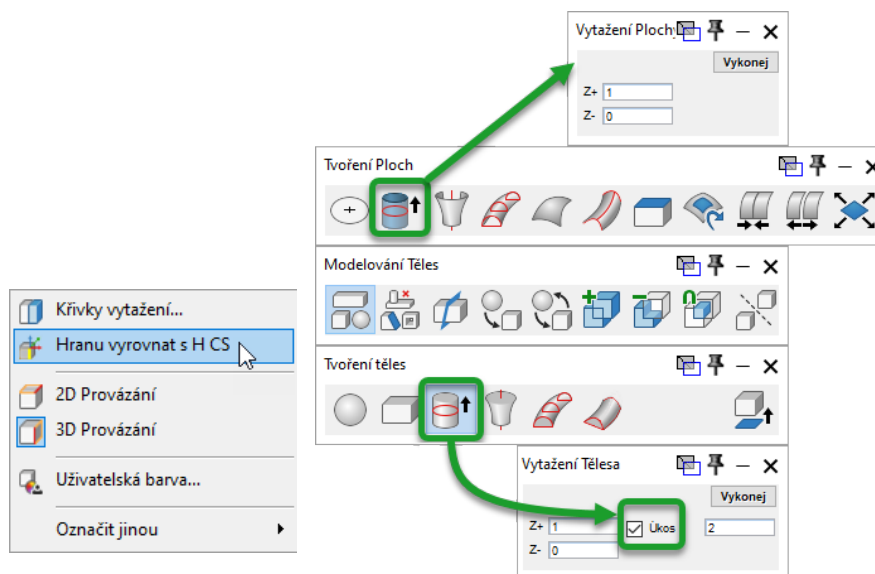 Vytažení Plochy
Vykonej
Z+ 1
Z- 0
Tvoření Ploch
Modelování Těles
Křivky vytažení...
Hranu vyrovnat s H CS
2D Provázání
3D Provázání
Uživatelská barva...
Označit jinou
Tvoření těles
Vytažení Tělesa
Vykonej
Z+ 1 Úkos 2
Z- 0